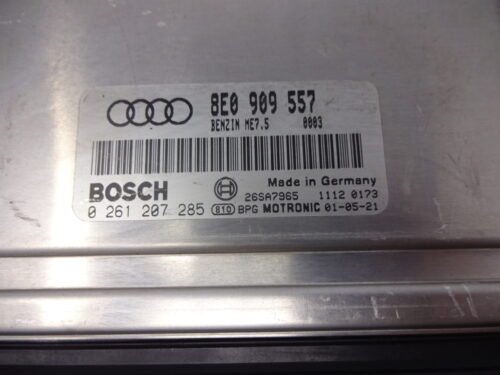 8E0 909 557
BENZIN ME7.5 0003
BOSCH Made in Germany
26SA7965 1112 0173
0 261 207 285 810 BPG MOTRONIC 01-05-21